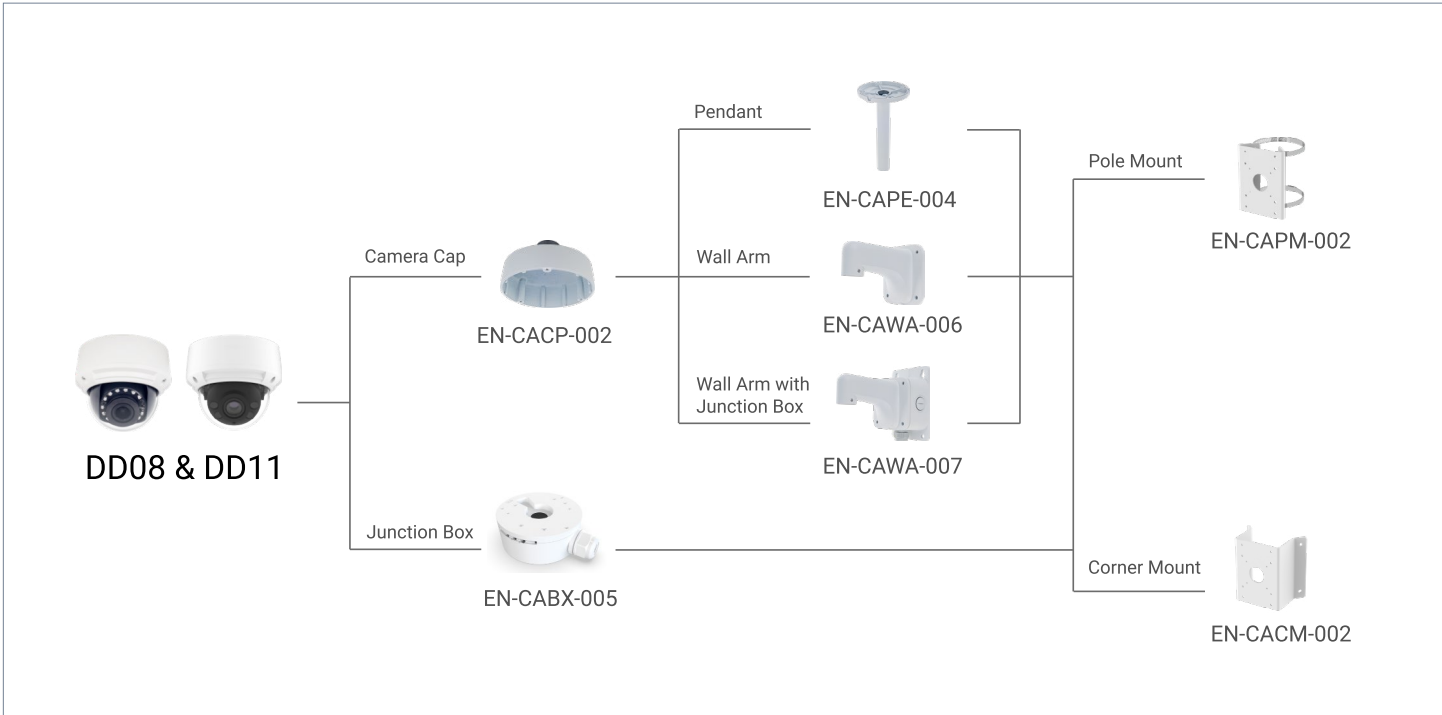 Pendant
EN-CAPE-004
Pole Mount
EN-CAPM-002
Camera Cap
EN-CACP-002
Wall Arm
EN-CAWA-006
Wall Arm with
Junction Box
EN-CAWA-007
DD08 & DD11
Junction Box
EN-CABX-005
Corner Mount
EN-CACM-002